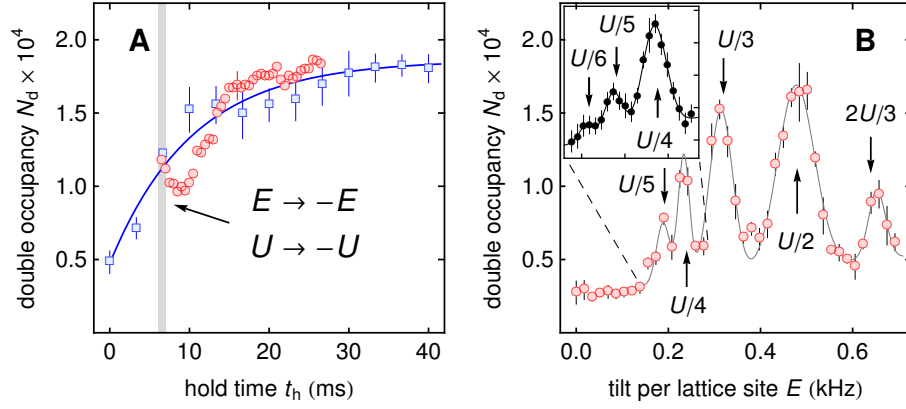 A
double occupancy N_d × 10^4
2.0
1.5
1.0
0.5
E → −E
U → −U
0
10
20
30
40
hold time t_h (ms)
B
double occupancy N_d × 10^4
2.0
1.5
1.0
0.5
U/6
U/5
U/4
U/3
2U/3
U/5
U/4
U/2
0.0
0.2
0.4
0.6
tilt per lattice site E (kHz)